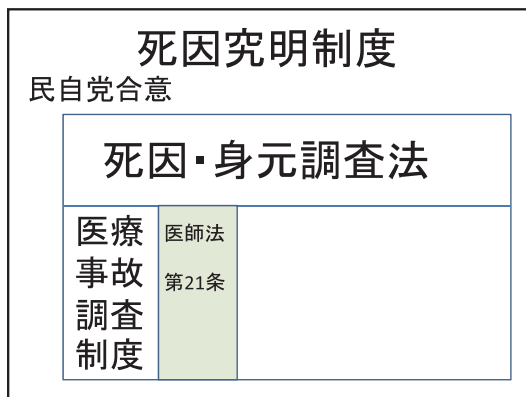 死因究明制度
民自党合意
死因・身元調査法
医療
事故
調査
制度
医師法
第21条